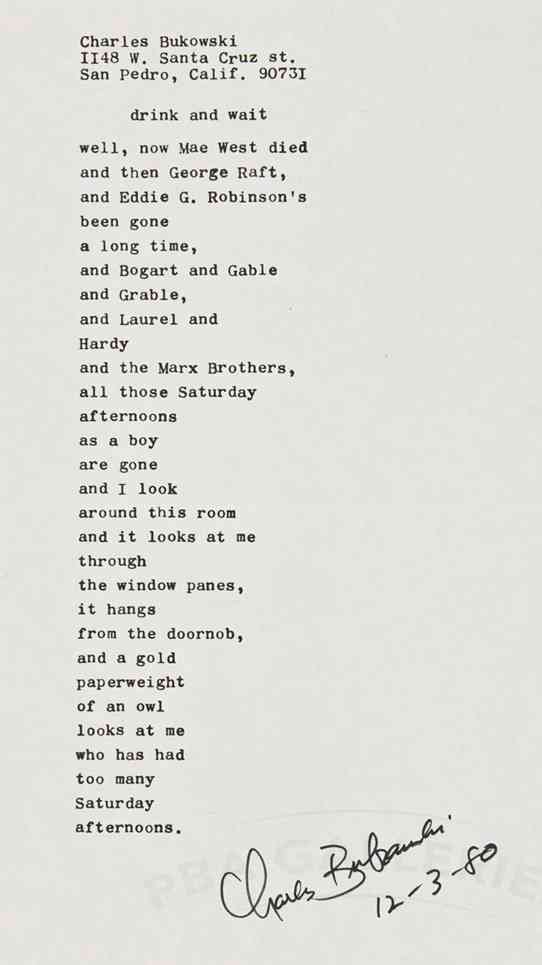 Charles Bukowski
II48 W. Santa Cruz st.
San Pedro, Calif. 9073I
drink and wait
well, now Mae West died
and then George Raft,
and Eddie G. Robinson's
been gone
a long time,
and Bogart and Gable
and Grable,
and Laurel and
Hardy
and the Marx Brothers,
all those Saturday
afternoons
as a boy
are gone
and I look
around this room
and it looks at me
through
the window panes,
it hangs
from the doornob,
and a gold
paperweight
of an owl
looks at me
who has had
too many
Saturday
afternoons.
Charles Bukowski
12-3-80
PBA GALLERIE